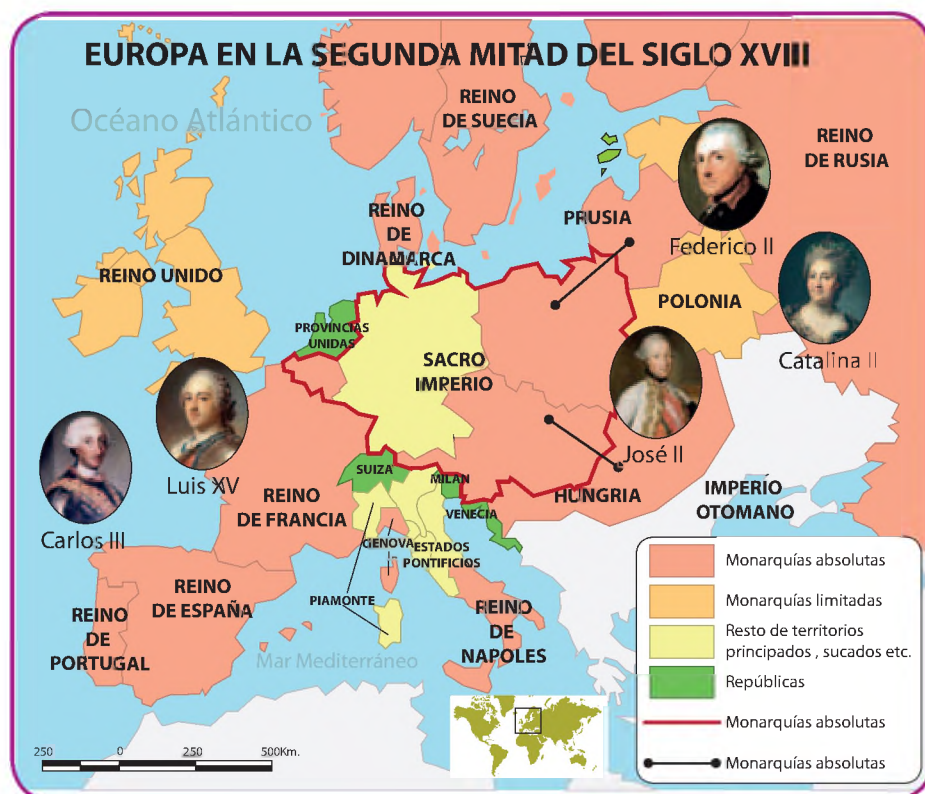 EUROPA EN LA SEGUNDA MITAD DEL SIGLO XVIII
Océano Atlántico
REINO
DE SUECIA
REINO
DE RUSIA
REINO
DE
DINAMARCA
PRUSIA
Federico II
REINO UNIDO
POLONIA
PROVINCIAS
UNIDAS
SACRO
IMPERIO
Catalina II
José II
Luis XV
Carlos III
SUIZA
MILAN
VENECIA
HUNGRIA
IMPERIO
OTOMANO
REINO
DE FRANCIA
GENOVA
ESTADOS
PONTIFICIOS
PIAMONTE
REINO
DE ESPAÑA
REINO
DE
PORTUGAL
REINO
DE
NAPOLES
Mar Mediterráneo
Monarquías absolutas
Monarquías limitadas
Resto de territorios
principados , sucados etc.
Repúblicas
Monarquías absolutas
Monarquías absolutas
250 0 250 500Km.